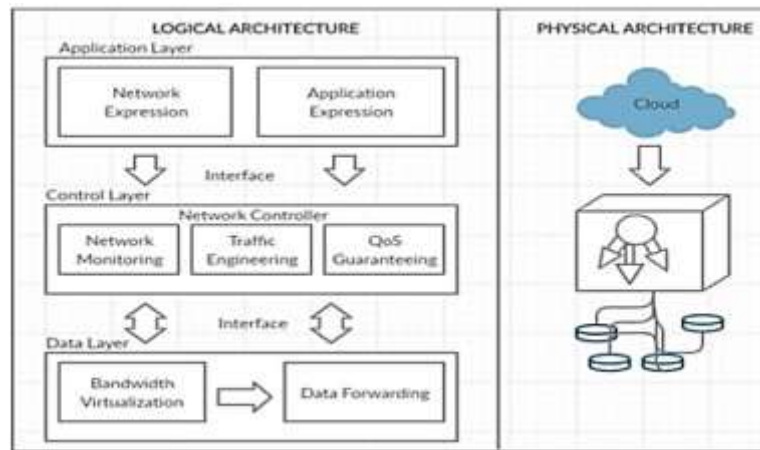 LOGICAL ARCHITECTURE
Application Layer
Network
Expression
Application
Expression
Interface
Control Layer
Network Controller
Network
Monitoring
Traffic
Engineering
QoS
Guaranteeing
Interface
Data Layer
Bandwidth
Virtualization
Data Forwarding
PHYSICAL ARCHITECTURE
Cloud